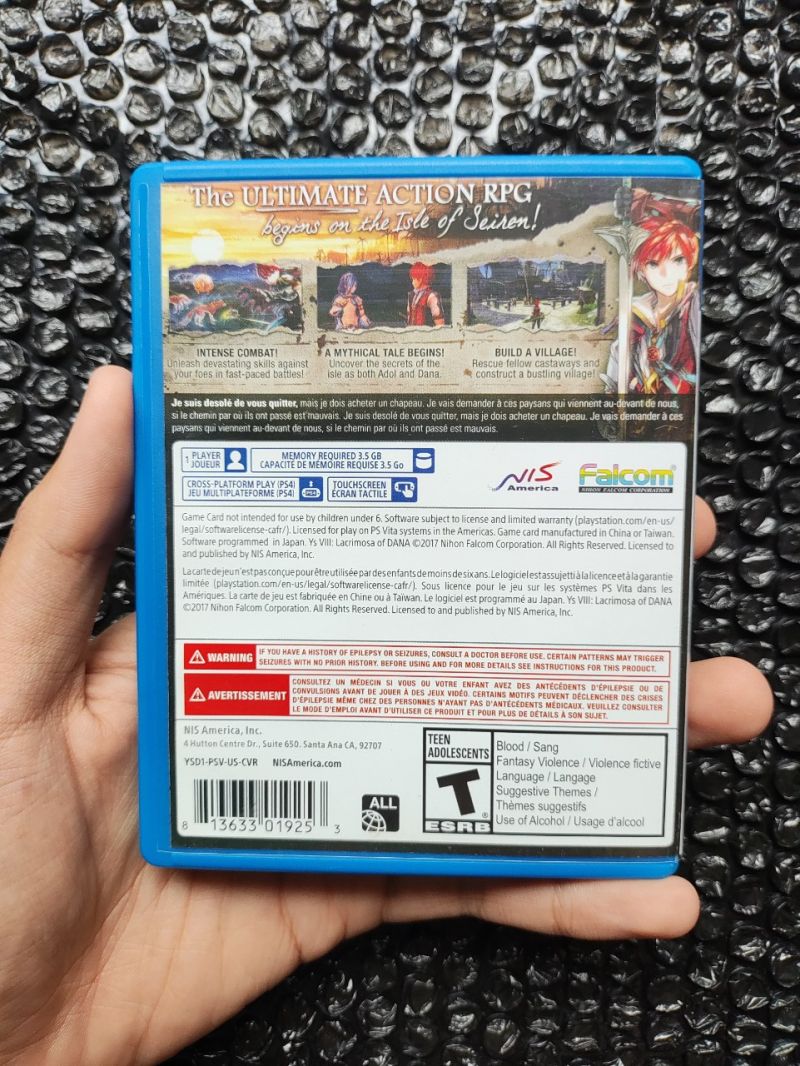 The ULTIMATE ACTION RPG
begins on the Isle of Seiren!
INTENSE COMBAT!
Unleash devastating skills against
your foes in fast-paced battles!
A MYTHICAL TALE BEGINS!
Uncover the secrets of the
isle as both Adol and Dana.
BUILD A VILLAGE!
Rescue fellow castaways and
construct a bustling village!
Je suis desolé de vous quitter, mais je dois acheter un chapeau. Je vais demander à ces paysans qui viennent au-devant de nous,
si le chemin par où ils ont passé est mauvais. Je suis desolé de vous quitter, mais je dois acheter un chapeau. Je vais demander à ces
paysans qui viennent au-devant de nous, si le chemin par où ils ont passé est mauvais.
1 PLAYER
JOUEUR
MEMORY REQUIRED 3.5 GB
CAPACITÉ DE MÉMOIRE REQUISE 3.5 Go
CROSS-PLATFORM PLAY (PS4)
JEU MULTIPLATEFORME (PS4)
PS4
TOUCHSCREEN
ÉCRAN TACTILE
NIS
America
Falcom
NIHON FALCOM CORPORATION
Game Card not intended for use by children under 6. Software subject to license and limited warranty (playstation.com/en-us/
legal/softwarelicense-cafr/). Licensed for play on PS Vita systems in the Americas. Game card manufactured in China or Taiwan.
Software programmed in Japan. Ys VIII: Lacrimosa of DANA ©2017 Nihon Falcom Corporation. All Rights Reserved. Licensed to
and published by NIS America, Inc.
La carte de jeu n'est pas conçue pour être utilisée par des enfants de moins de six ans. Le logiciel est assujetti à la licence et à la garantie
limitée (playstation.com/en-us/legal/softwarelicense-cafr/). Sous licence pour le jeu sur les systèmes PS Vita dans les
Amériques. La carte de jeu est fabriquée en Chine ou à Taïwan. Le logiciel est programmé au Japon. Ys VIII: Lacrimosa of DANA
©2017 Nihon Falcom Corporation. All Rights Reserved. Licensed to and published by NIS America, Inc.
WARNING
IF YOU HAVE A HISTORY OF EPILEPSY OR SEIZURES, CONSULT A DOCTOR BEFORE USE. CERTAIN PATTERNS MAY TRIGGER
SEIZURES WITH NO PRIOR HISTORY. BEFORE USING AND FOR MORE DETAILS SEE INSTRUCTIONS FOR THIS PRODUCT.
AVERTISSEMENT
CONSULTEZ UN MÉDECIN SI VOUS OU VOTRE ENFANT AVEZ DES ANTÉCÉDENTS D'ÉPILEPSIE OU DE
CONVULSIONS AVANT DE JOUER À DES JEUX VIDÉO. CERTAINS MOTIFS PEUVENT DÉCLENCHER DES CRISES
D'ÉPILEPSIE MÊME CHEZ DES PERSONNES N'AYANT PAS D'ANTÉCÉDENTS MÉDICAUX. VEUILLEZ CONSULTER
LE MODE D'EMPLOI AVANT D'UTILISER CE PRODUIT ET POUR PLUS DE DÉTAILS À SON SUJET.
NIS America, Inc.
4 Hutton Centre Dr., Suite 650. Santa Ana CA, 92707
YSD1-PSV-US-CVR NISAmerica.com
8 13633 01925 3
ALL
TEEN
ADOLESCENTS
T
®
ESRB
Blood / Sang
Fantasy Violence / Violence fictive
Language / Langage
Suggestive Themes /
Thèmes suggestifs
Use of Alcohol / Usage d'alcool